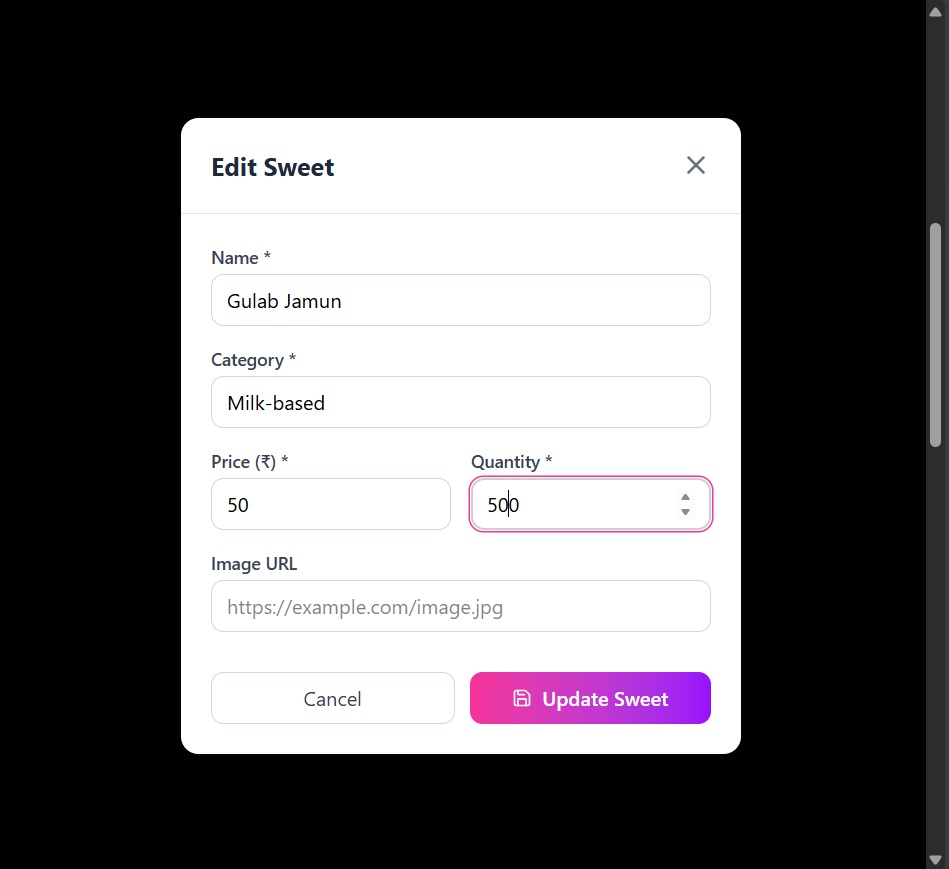 Edit Sweet
Name *
Gulab Jamun
Category *
Milk-based
Price (₹) * Quantity *
50 500
Image URL
https://example.com/image.jpg
Cancel Update Sweet